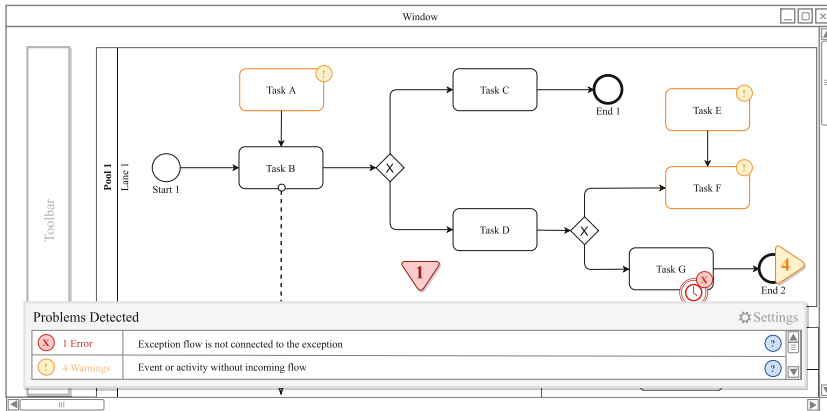 Window
Toolbar
Pool 1
Lane 1
Task A
!
Task B
Start 1
X
Task C
End 1
Task D
X
Task E
!
Task F
!
Task G
X
End 2
1
4
Problems Detected
Settings
X 1 Error Exception flow is not connected to the exception ?
! 4 Warnings Event or activity without incoming flow ?